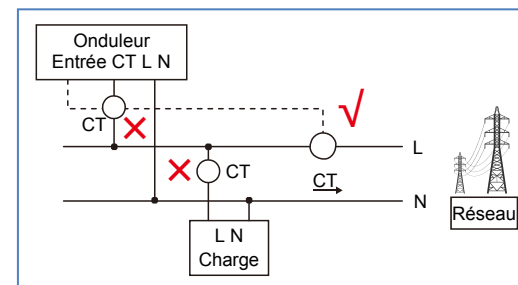 Onduleur
Entrée CT L N
CT
L
CT
CT
N
Réseau
L N
Charge